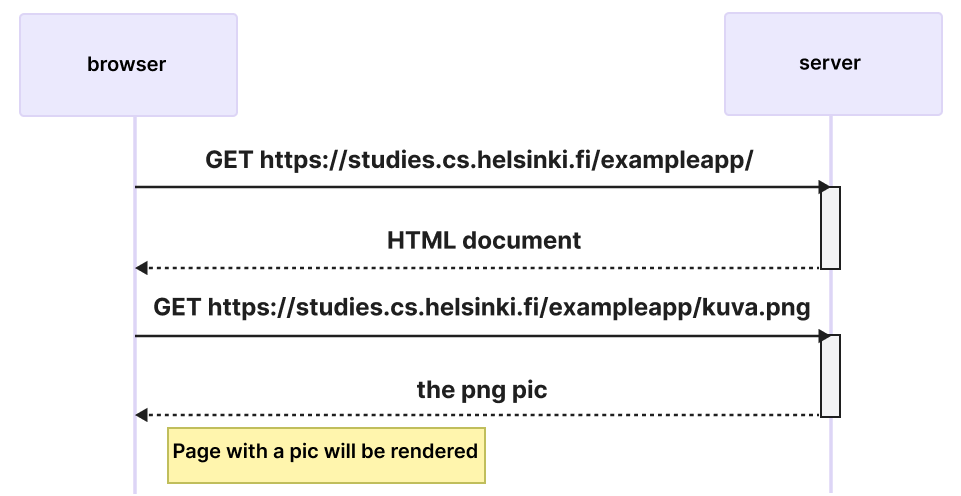 browser
server
GET https://studies.cs.helsinki.fi/exampleapp/
HTML document
GET https://studies.cs.helsinki.fi/exampleapp/kuva.png
the png pic
Page with a pic will be rendered